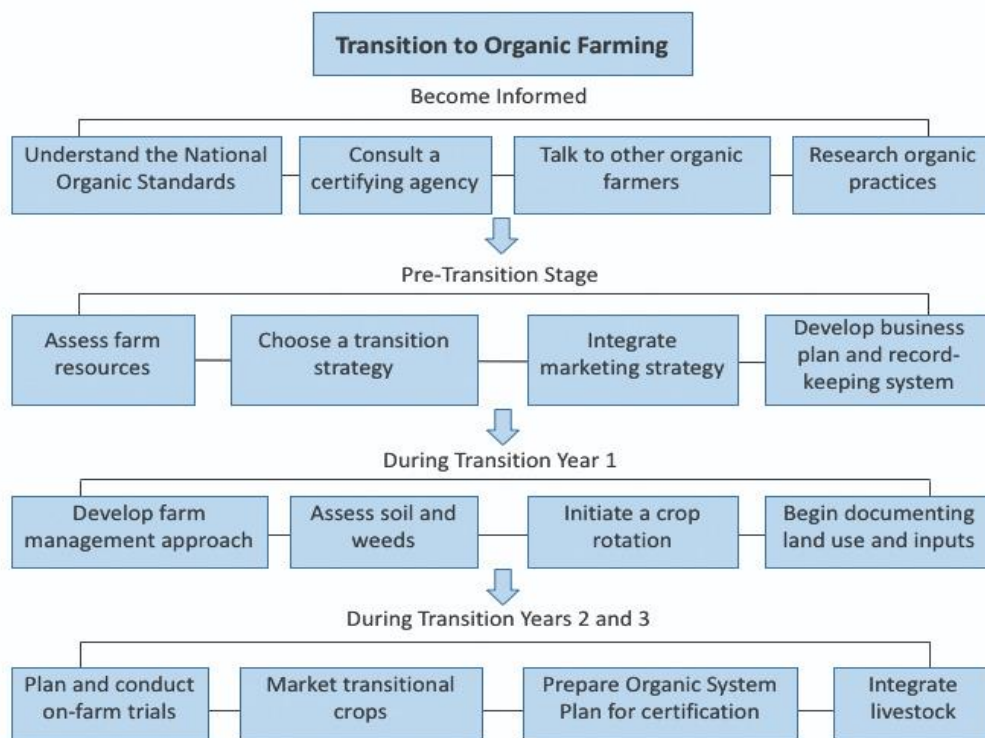 Transition to Organic Farming
Become Informed
Understand the National
Organic Standards
Consult a
certifying agency
Talk to other organic
farmers
Research organic
practices
Pre-Transition Stage
Assess farm
resources
Choose a transition
strategy
Integrate
marketing strategy
Develop business
plan and record-
keeping system
During Transition Year 1
Develop farm
management approach
Assess soil and
weeds
Initiate a crop
rotation
Begin documenting
land use and inputs
During Transition Years 2 and 3
Plan and conduct
on-farm trials
Market transitional
crops
Prepare Organic System
Plan for certification
Integrate
livestock